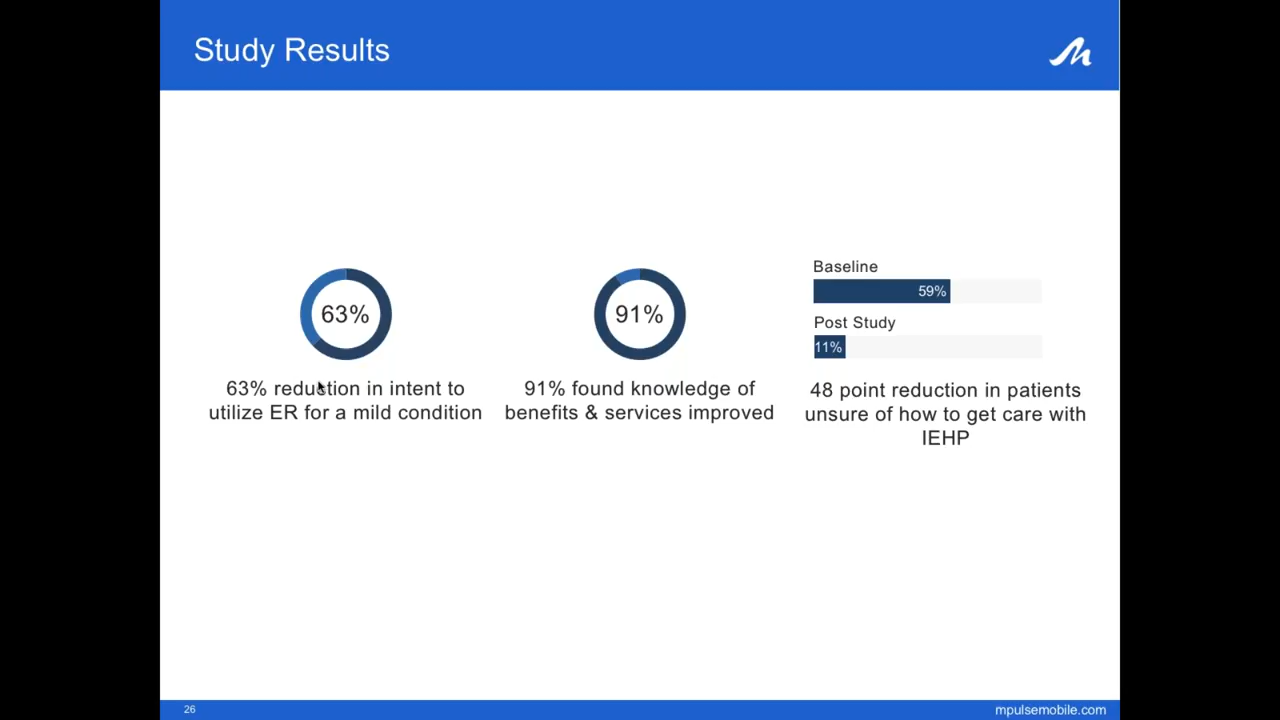 Study Results
63%
63% reduction in intent to
utilize ER for a mild condition
91%
91% found knowledge of
benefits & services improved
Baseline
59%
Post Study
11%
48 point reduction in patients
unsure of how to get care with
IEHP
26
mpulsemobile.com